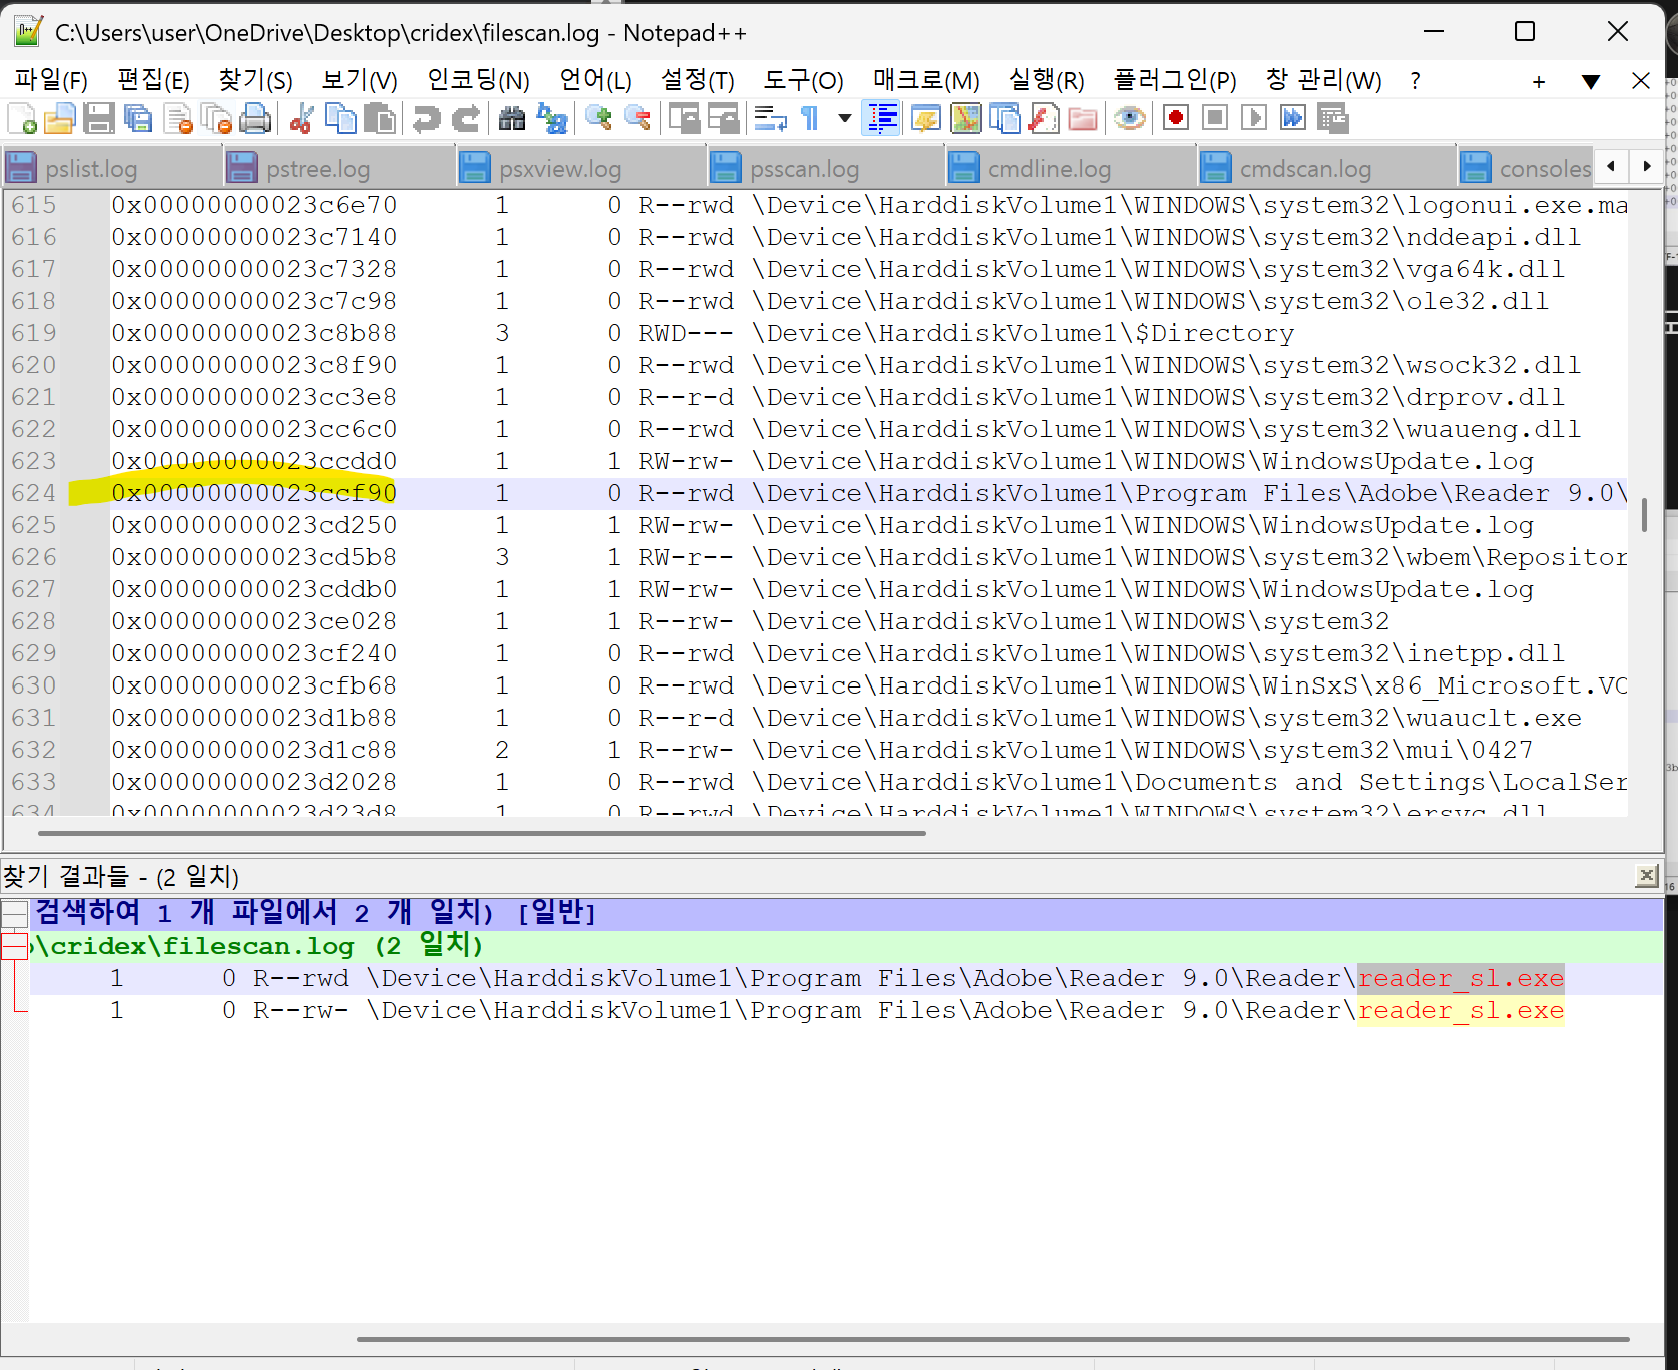 C:\Users\user\OneDrive\Desktop\cridex\filescan.log - Notepad++
파일(F) 편집(E) 찾기(S) 보기(V) 인코딩(N) 언어(L) 설정(T) 도구(O) 매크로(M) 실행(R) 플러그인(P) 창 관리(W) ?
pslist.log pstree.log psxview.log psscan.log cmdline.log cmdscan.log consoles
615 0x00000000023c6e70 1 0 R--rwd \Device\HarddiskVolume1\WINDOWS\system32\logonui.exe.ma
616 0x00000000023c7140 1 0 R--rwd \Device\HarddiskVolume1\WINDOWS\system32\nddeapi.dll
617 0x00000000023c7328 1 0 R--rwd \Device\HarddiskVolume1\WINDOWS\system32\vga64k.dll
618 0x00000000023c7c98 1 0 R--rwd \Device\HarddiskVolume1\WINDOWS\system32\ole32.dll
619 0x00000000023c8b88 3 0 RWD--- \Device\HarddiskVolume1\$Directory
620 0x00000000023c8f90 1 0 R--rwd \Device\HarddiskVolume1\WINDOWS\system32\wsock32.dll
621 0x00000000023cc3e8 1 0 R--r-d \Device\HarddiskVolume1\WINDOWS\system32\drprov.dll
622 0x00000000023cc6c0 1 0 R--rwd \Device\HarddiskVolume1\WINDOWS\system32\wuaueng.dll
623 0x00000000023ccdd0 1 1 RW-rw- \Device\HarddiskVolume1\WINDOWS\WindowsUpdate.log
624 0x00000000023ccf90 1 0 R--rwd \Device\HarddiskVolume1\Program Files\Adobe\Reader 9.0\
625 0x00000000023cd250 1 1 RW-rw- \Device\HarddiskVolume1\WINDOWS\WindowsUpdate.log
626 0x00000000023cd5b8 3 1 RW-r-- \Device\HarddiskVolume1\WINDOWS\system32\wbem\Repositor
627 0x00000000023cddb0 1 1 RW-rw- \Device\HarddiskVolume1\WINDOWS\WindowsUpdate.log
628 0x00000000023ce028 1 1 R--rw- \Device\HarddiskVolume1\WINDOWS\system32
629 0x00000000023cf240 1 0 R--rwd \Device\HarddiskVolume1\WINDOWS\system32\inetpp.dll
630 0x00000000023cfb68 1 0 R--rwd \Device\HarddiskVolume1\WINDOWS\WinSxS\x86_Microsoft.VC
631 0x00000000023d1b88 1 0 R--r-d \Device\HarddiskVolume1\WINDOWS\system32\wuauclt.exe
632 0x00000000023d1c88 2 1 R--rw- \Device\HarddiskVolume1\WINDOWS\system32\mui\0427
633 0x00000000023d2028 1 0 R--rwd \Device\HarddiskVolume1\Documents and Settings\LocalSer
634 0x00000000023d23d8 1 0 R--rwd \Device\HarddiskVolume1\WINDOWS\system32\ersvc.dll
찾기 결과들 - (2 일치)
검색하여 1 개 파일에서 2 개 일치) [일반]
\cridex\filescan.log (2 일치)
1 0 R--rwd \Device\HarddiskVolume1\Program Files\Adobe\Reader 9.0\Reader\reader_sl.exe
1 0 R--rw- \Device\HarddiskVolume1\Program Files\Adobe\Reader 9.0\Reader\reader_sl.exe